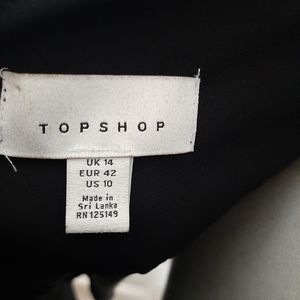 TOPSHOP
UK 14
EUR 42
US 10
Made in
Sri Lanka
RN 125149